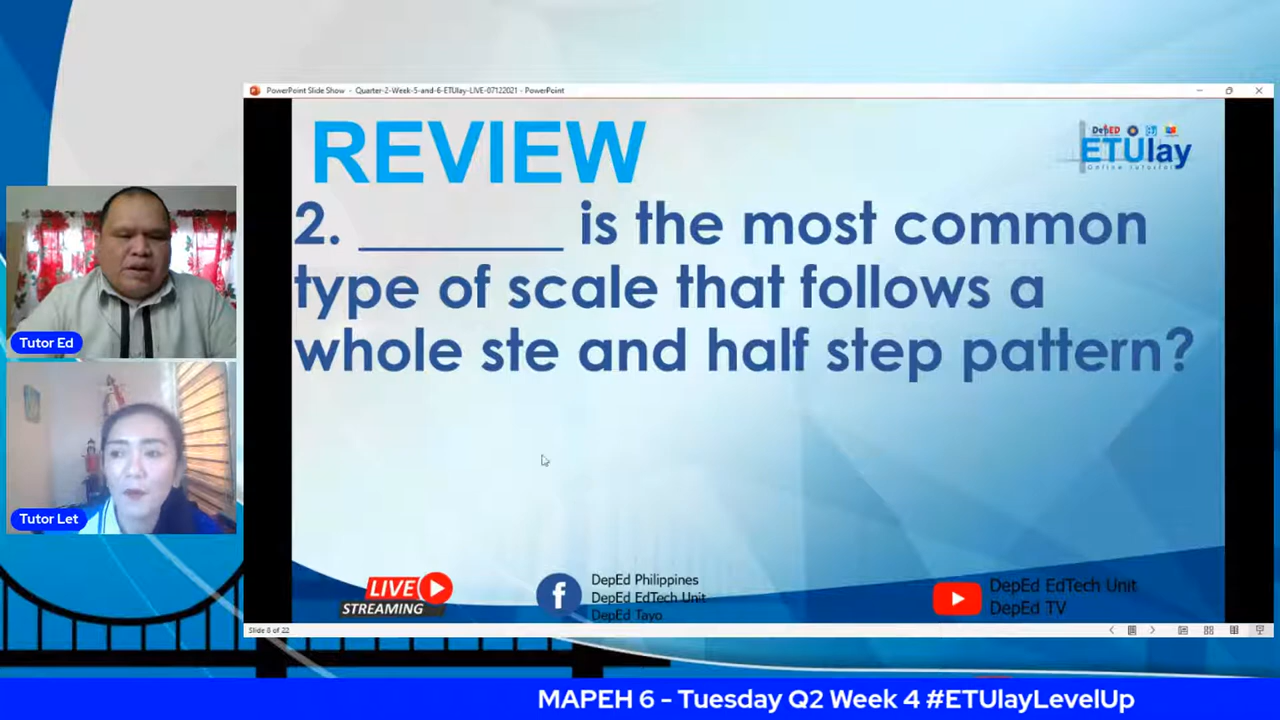 PowerPoint Slide Show - Quarter-2-Week-5-and-6-ETUlay-LIVE-07122021 - PowerPoint
REVIEW
DepED
ETUlay
Online Tutorial
2. ________ is the most common
type of scale that follows a
whole ste and half step pattern?
Tutor Ed
Tutor Let
LIVE
STREAMING
DepEd Philippines
DepEd EdTech Unit
DepEd Tayo
DepEd EdTech Unit
DepEd TV
Slide 8 of 22
MAPEH 6 - Tuesday Q2 Week 4 #ETUlayLevelUp